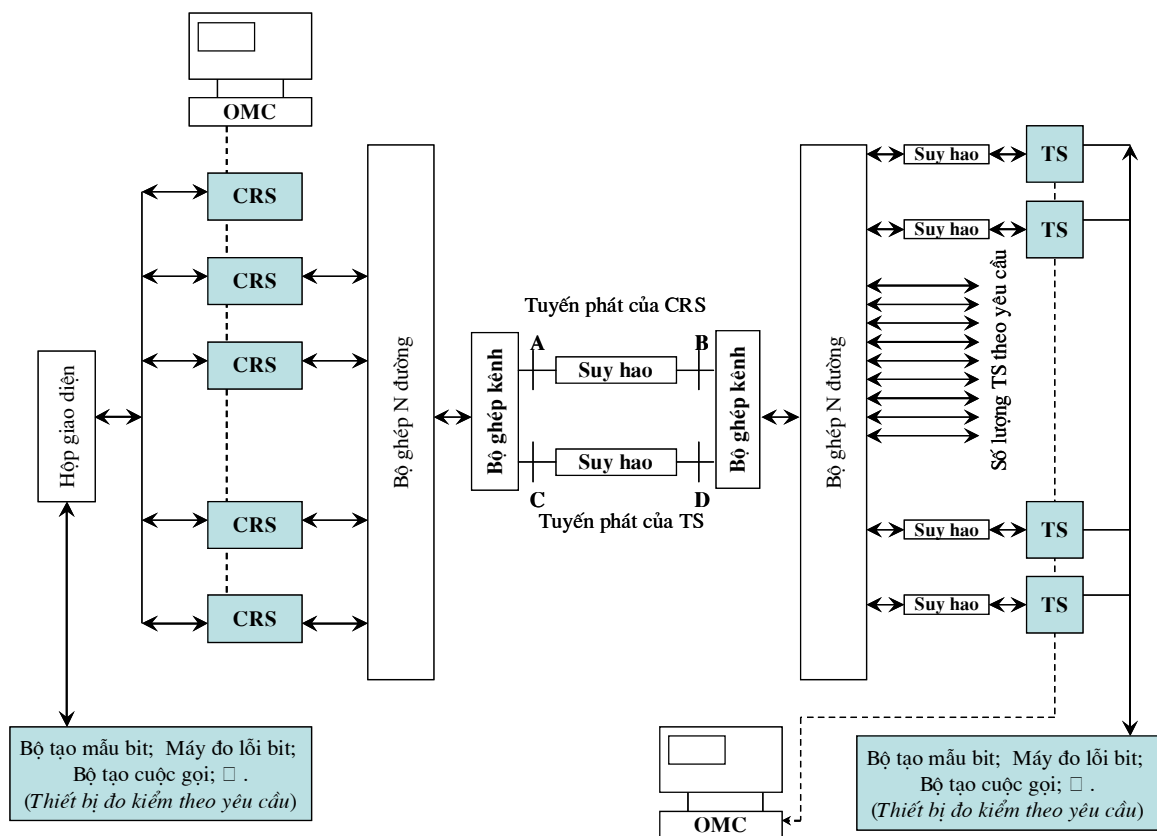 OMC
CRS
CRS
CRS
CRS
CRS
Hộp giao diện
Bộ ghép N đường
Bộ ghép kênh
Tuyến phát của CRS
A
B
Suy hao
Suy hao
C
D
Tuyến phát của TS
Bộ ghép kênh
Bộ ghép N đường
Suy hao
TS
Suy hao
TS
Số lượng TS theo yêu cầu
Suy hao
TS
Suy hao
TS
Bộ tạo mẫu bit; Máy đo lỗi bit;
Bộ tạo cuộc gọi; □ .
(Thiết bị đo kiểm theo yêu cầu)
OMC
Bộ tạo mẫu bit; Máy đo lỗi bit;
Bộ tạo cuộc gọi; □ .
(Thiết bị đo kiểm theo yêu cầu)